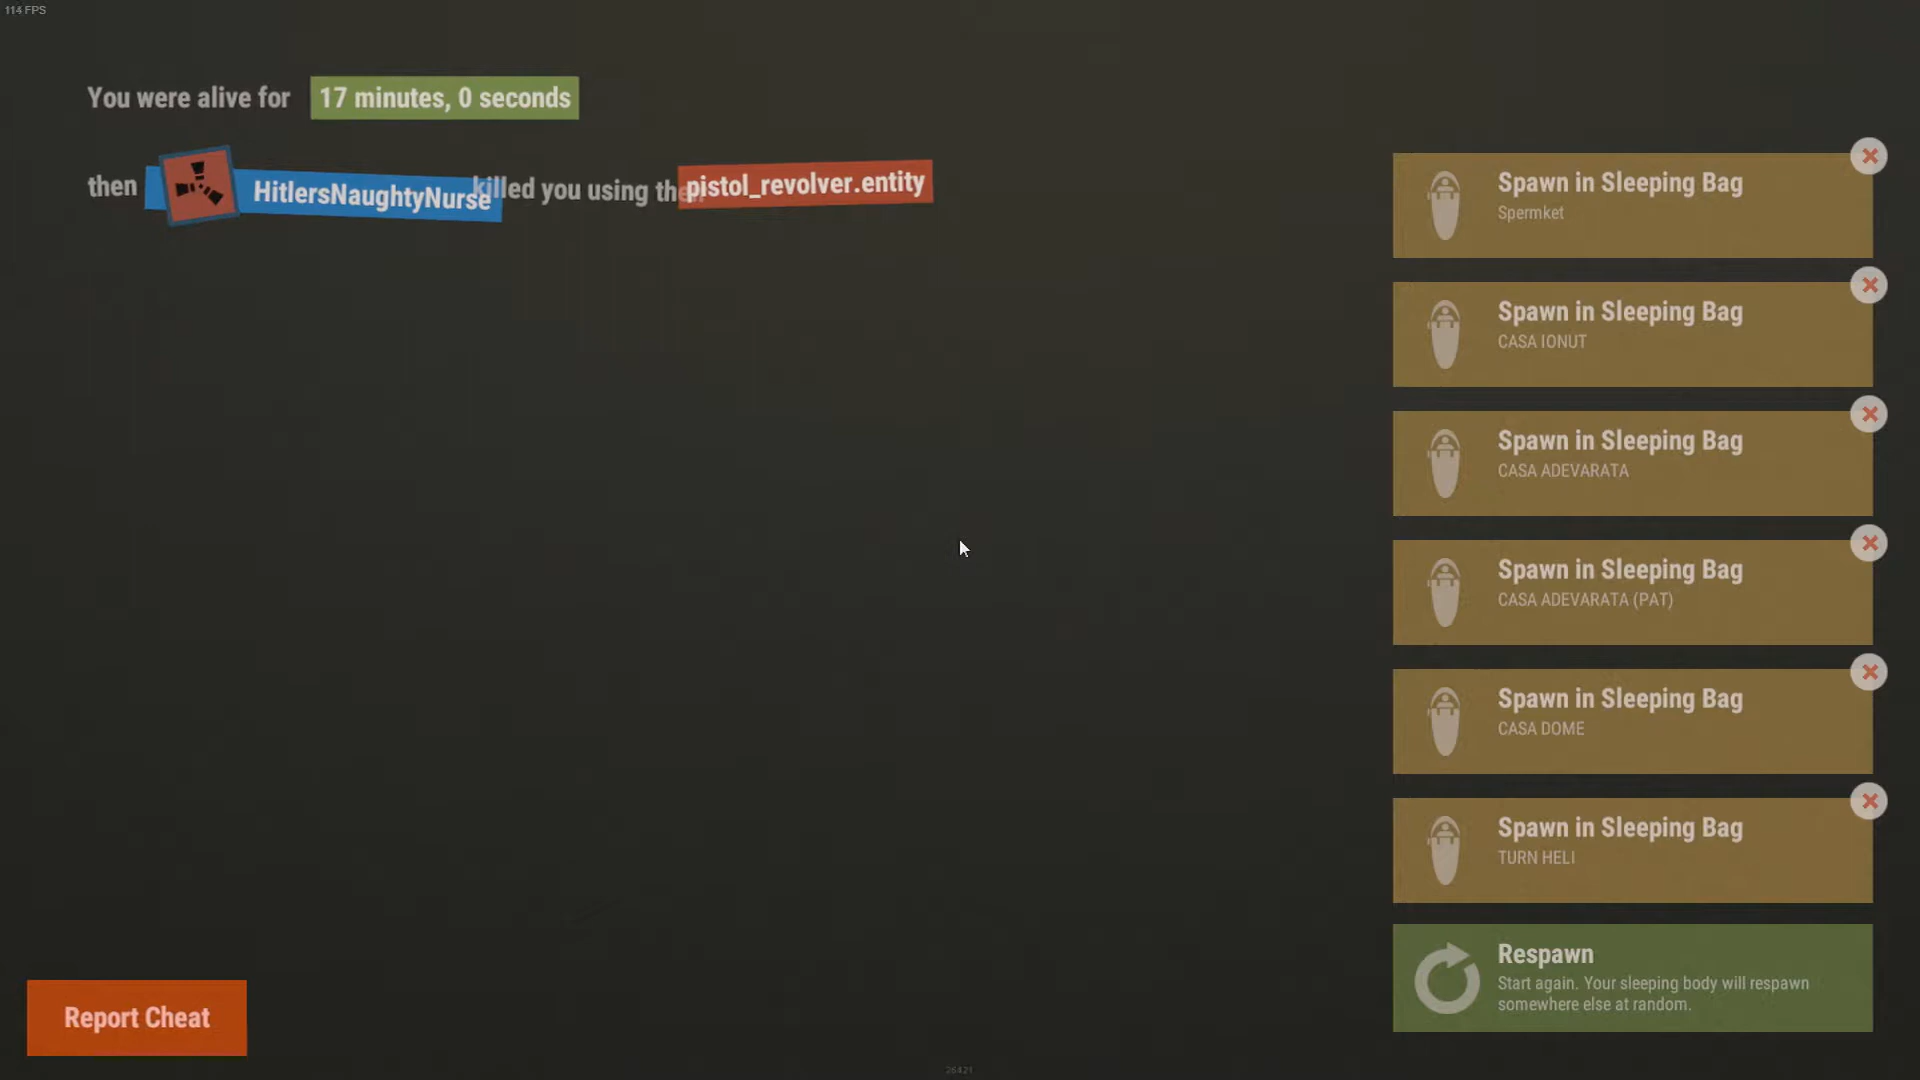 114 FPS
You were alive for 17 minutes, 0 seconds
then HitlersNaughtyNurse killed you using the pistol_revolver.entity
Spawn in Sleeping Bag
Spermket
Spawn in Sleeping Bag
CASA IONUT
Spawn in Sleeping Bag
CASA ADEVARATA
Spawn in Sleeping Bag
CASA ADEVARATA (PAT)
Spawn in Sleeping Bag
CASA DOME
Spawn in Sleeping Bag
TURN HELI
Respawn
Start again. Your sleeping body will respawn
somewhere else at random.
Report Cheat
26421